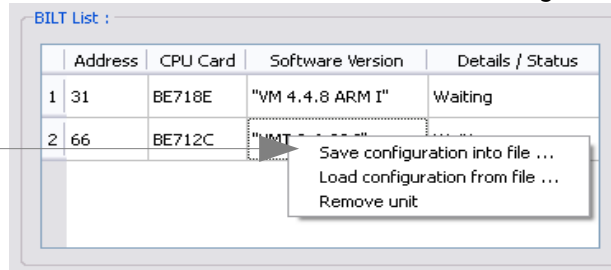 BILT List :
Address CPU Card Software Version Details / Status
1 31 BE718E "VM 4.4.8 ARM I" Waiting
2 66 BE712C
Save configuration into file ...
Load configuration from file ...
Remove unit